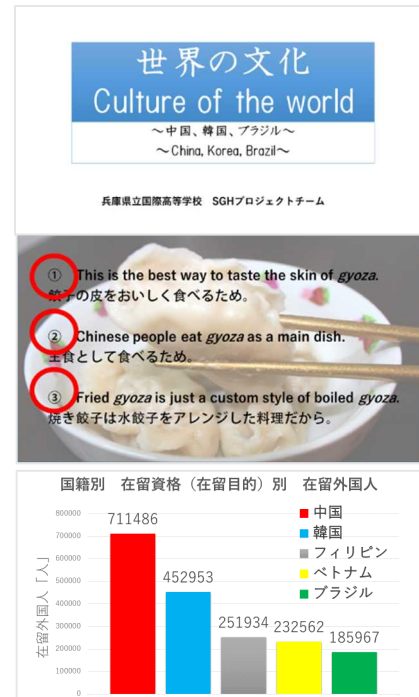 世界の文化
Culture of the world
～中国、韓国、ブラジル～
～China, Korea, Brazil～
兵庫県立国際高等学校 SGHプロジェクトチーム
① This is the best way to taste the skin of gyoza.
餃子の皮をおいしく食べるため。
② Chinese people eat gyoza as a main dish.
主食として食べるため。
③ Fried gyoza is just a custom style of boiled gyoza.
焼き餃子は水餃子をアレンジした料理だから。
国籍別 在留資格（在留目的）別 在留外国人
在留外国人「人」
800000
700000
600000
500000
400000
300000
200000
100000
0
711486
452953
251934
232562
185967
中国
韓国
フィリピン
ベトナム
ブラジル